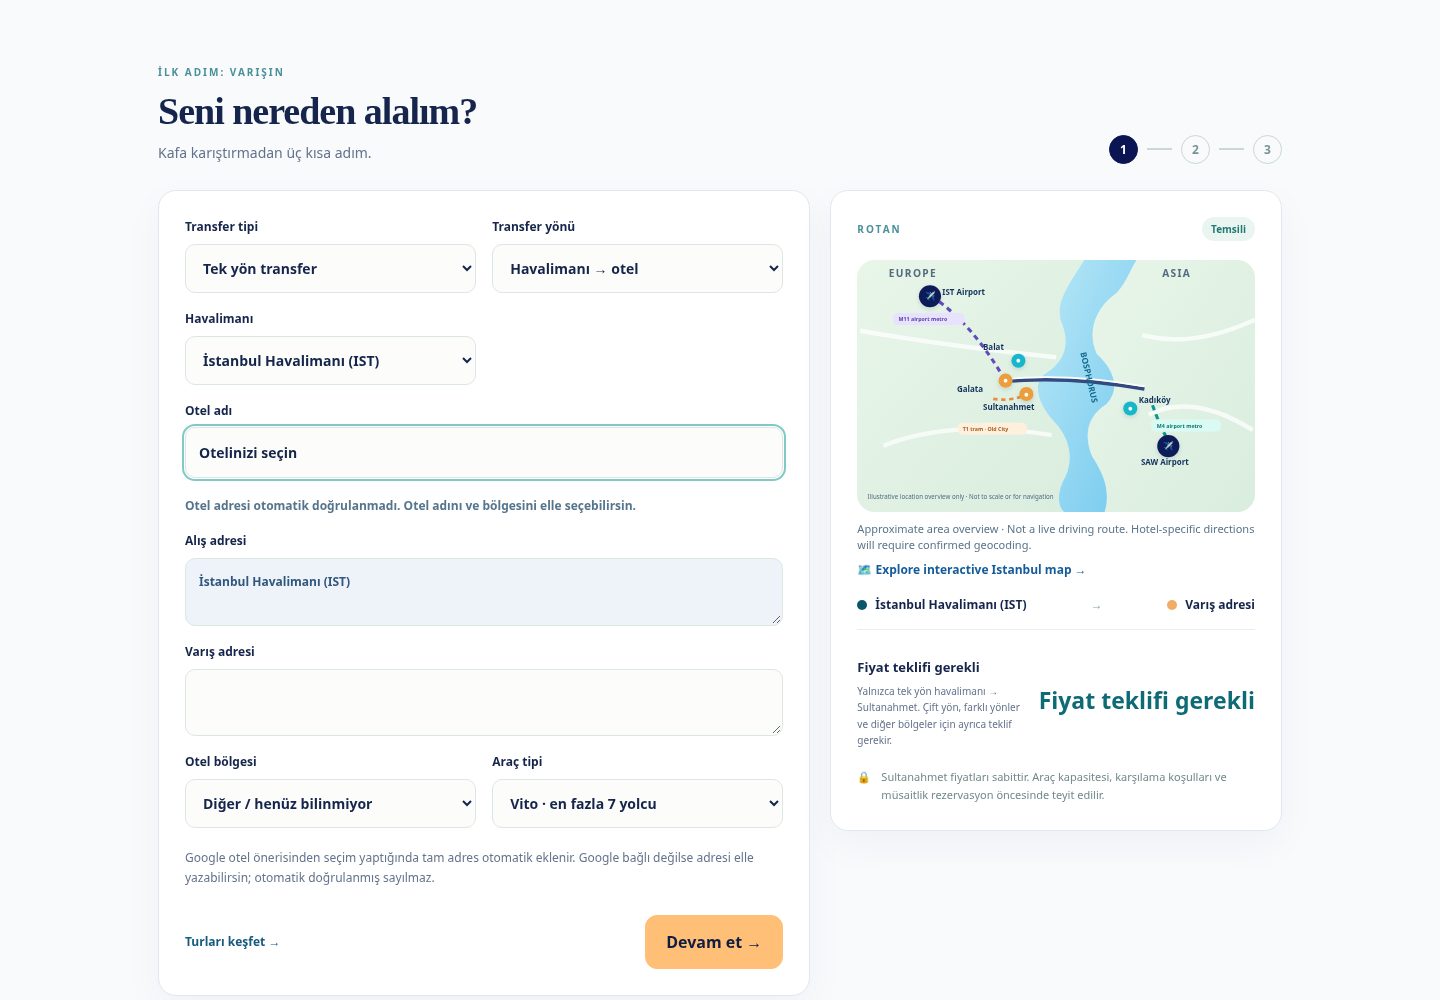 İLK ADIM: VARIŞIN
Seni nereden alalım?
Kafa karıştırmadan üç kısa adım.
1
2
3
Transfer tipi
Transfer yönü
Tek yön transfer
Havalimanı → otel
Havalimanı
İstanbul Havalimanı (IST)
Otel adı
Otelinizi seçin
Otel adresi otomatik doğrulanmadı. Otel adını ve bölgesini elle seçebilirsin.
Alış adresi
İstanbul Havalimanı (IST)
Varış adresi
Otel bölgesi
Araç tipi
Diğer / henüz bilinmiyor
Vito · en fazla 7 yolcu
Google otel önerisinden seçim yaptığında tam adres otomatik eklenir. Google bağlı değilse adresi elle
yazabilirsin; otomatik doğrulanmış sayılmaz.
Turları keşfet →
Devam et →
ROTAN
Temsili
EUROPE
ASIA
IST Airport
M11 airport metro
Balat
BOSPHORUS
Galata
Sultanahmet
Kadıköy
T1 tram · Old City
M4 airport metro
SAW Airport
Illustrative location overview only · Not to scale or for navigation
Approximate area overview · Not a live driving route. Hotel-specific directions
will require confirmed geocoding.
🗺️ Explore interactive Istanbul map →
İstanbul Havalimanı (IST)
→
Varış adresi
Fiyat teklifi gerekli
Yalnızca tek yön havalimanı →
Sultanahmet. Çift yön, farklı yönler
ve diğer bölgeler için ayrıca teklif
gerekir.
Fiyat teklifi gerekli
🔒 Sultanahmet fiyatları sabittir. Araç kapasitesi, karşılama koşulları ve
müsaitlik rezervasyon öncesinde teyit edilir.